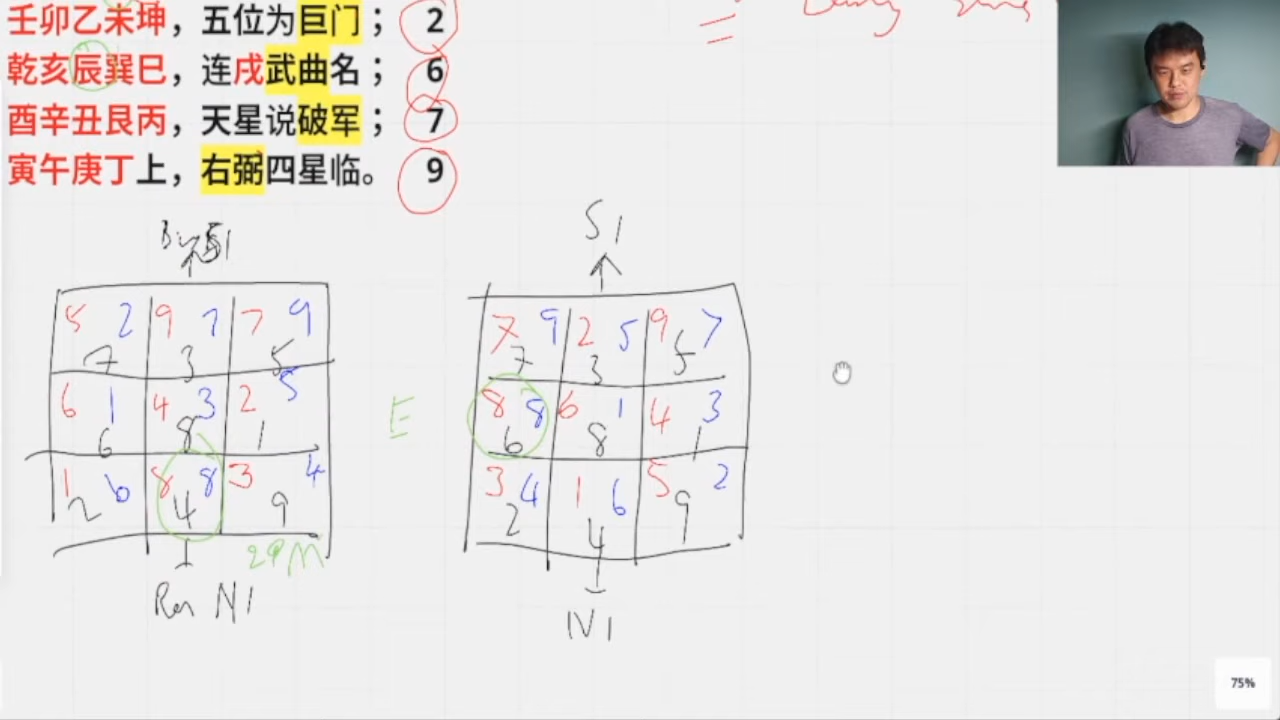 壬卯乙未坤，五位为巨门； 2
乾亥辰巽巳，连戌武曲名； 6
酉辛丑艮丙，天星说破军； 7
寅午庚丁上，右弼四星临。 9
S1
5 2 9 7 7 9
7 3 5
6 1 4 3 2 5
6 8 1
1 6 8 8 3 4
2 4 9
29M
Ren N1
E
S1
7 9 2 5 9 7
7 3 5
8 8 6 1 4 3
6 8 1
3 4 1 6 5 2
2 4 9
N1
75%